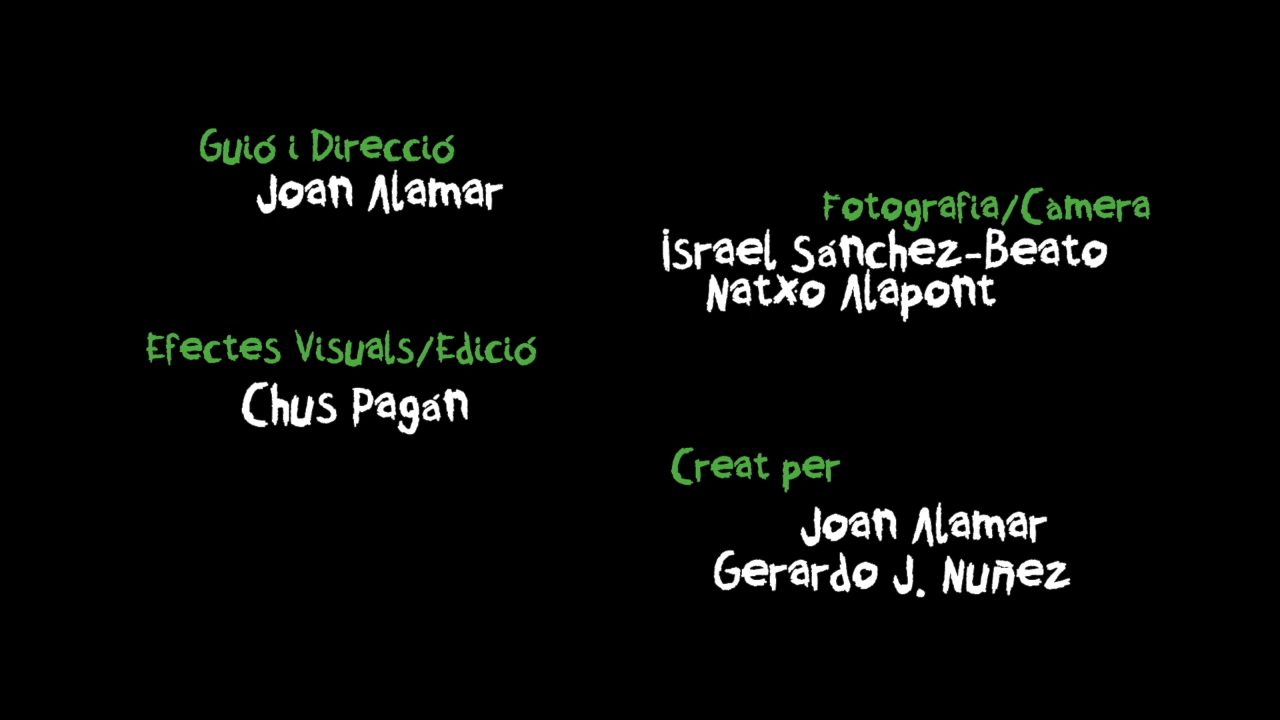 Guió i Direcció
Joan Alamar
Fotografia/Càmera
Israel Sánchez-Beato
Natxo Alapont
Efectes Visuals/Edició
Chus Pagán
Creat per
Joan Alamar
Gerardo J. Nuñez